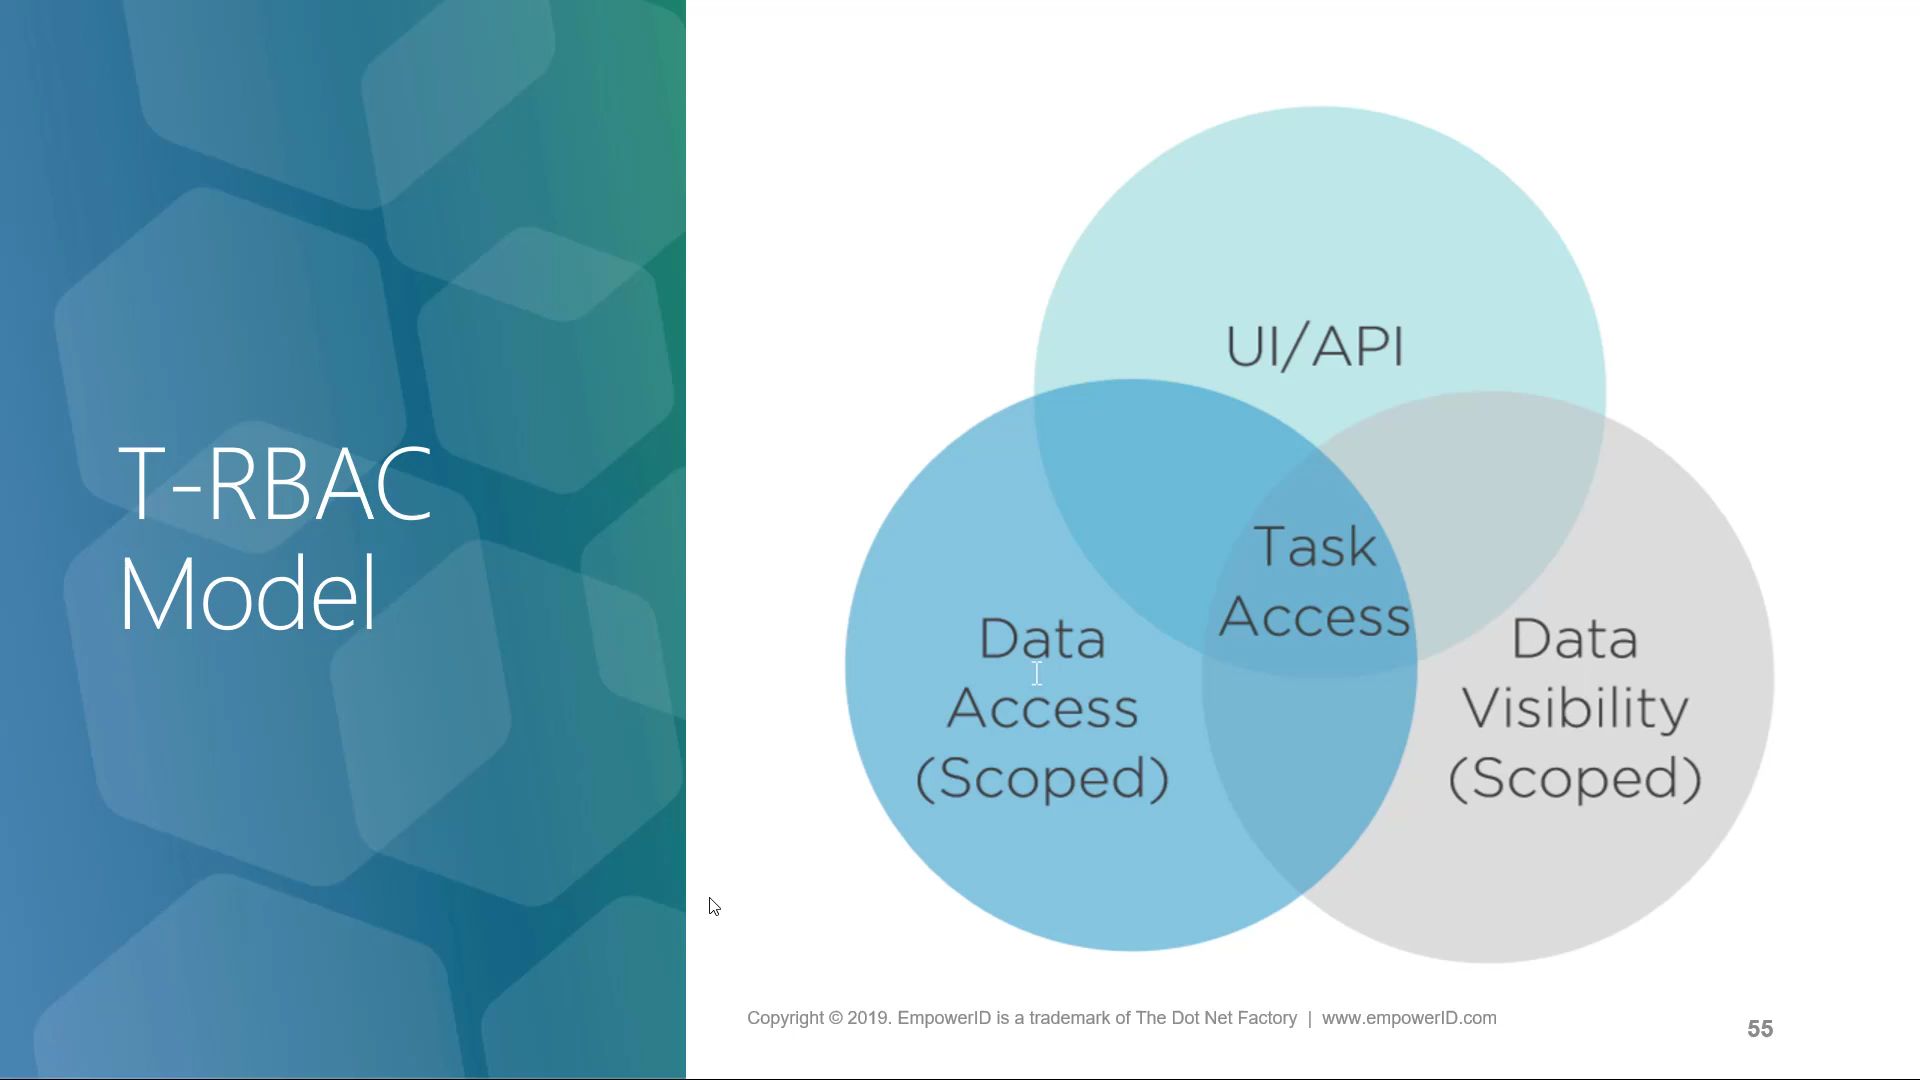 T-RBAC
Model
UI/API
Task
Access
Data
Access
(Scoped)
Data
Visibility
(Scoped)
Copyright © 2019. EmpowerID is a trademark of The Dot Net Factory | www.empowerID.com
55